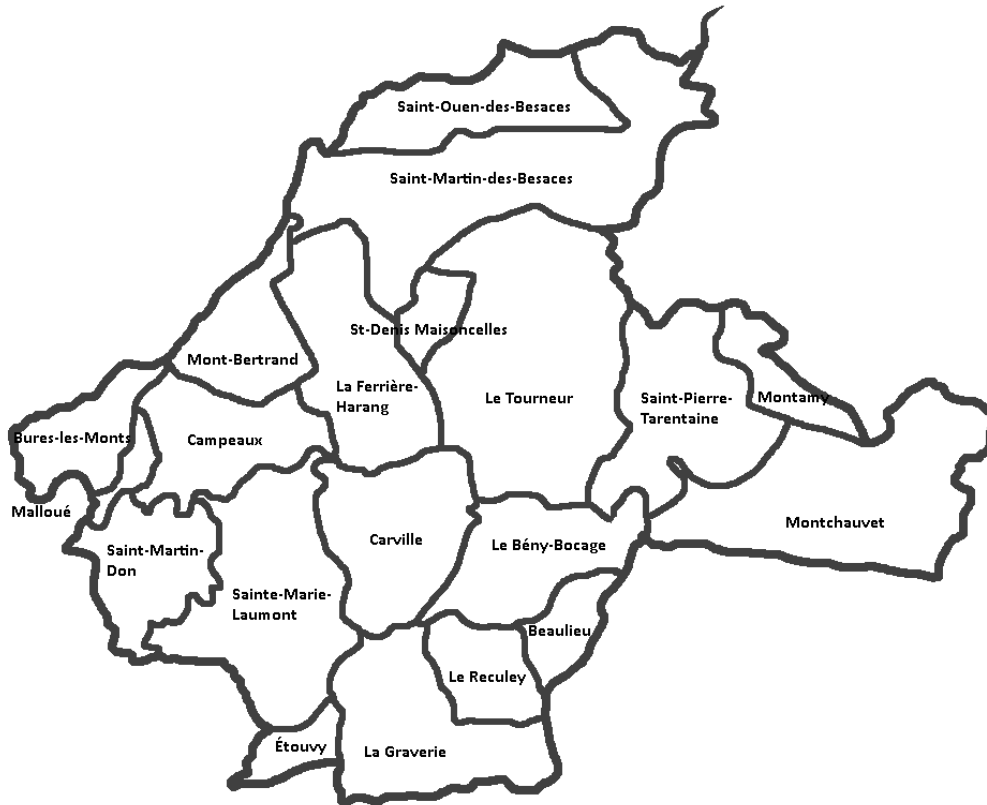 Saint-Ouen-des-Besaces
Saint-Martin-des-Besaces
St-Denis Maisoncelles
Mont-Bertrand
La Ferrière-
Harang
Le Tourneur
Saint-Pierre-
Tarentaine
Montamy
Bures-les-Monts
Campeaux
Malloué
Montchauvet
Saint-Martin-
Don
Carville
Le Bény-Bocage
Sainte-Marie-
Laumont
Beaulieu
Le Reculey
Étouvy
La Graverie